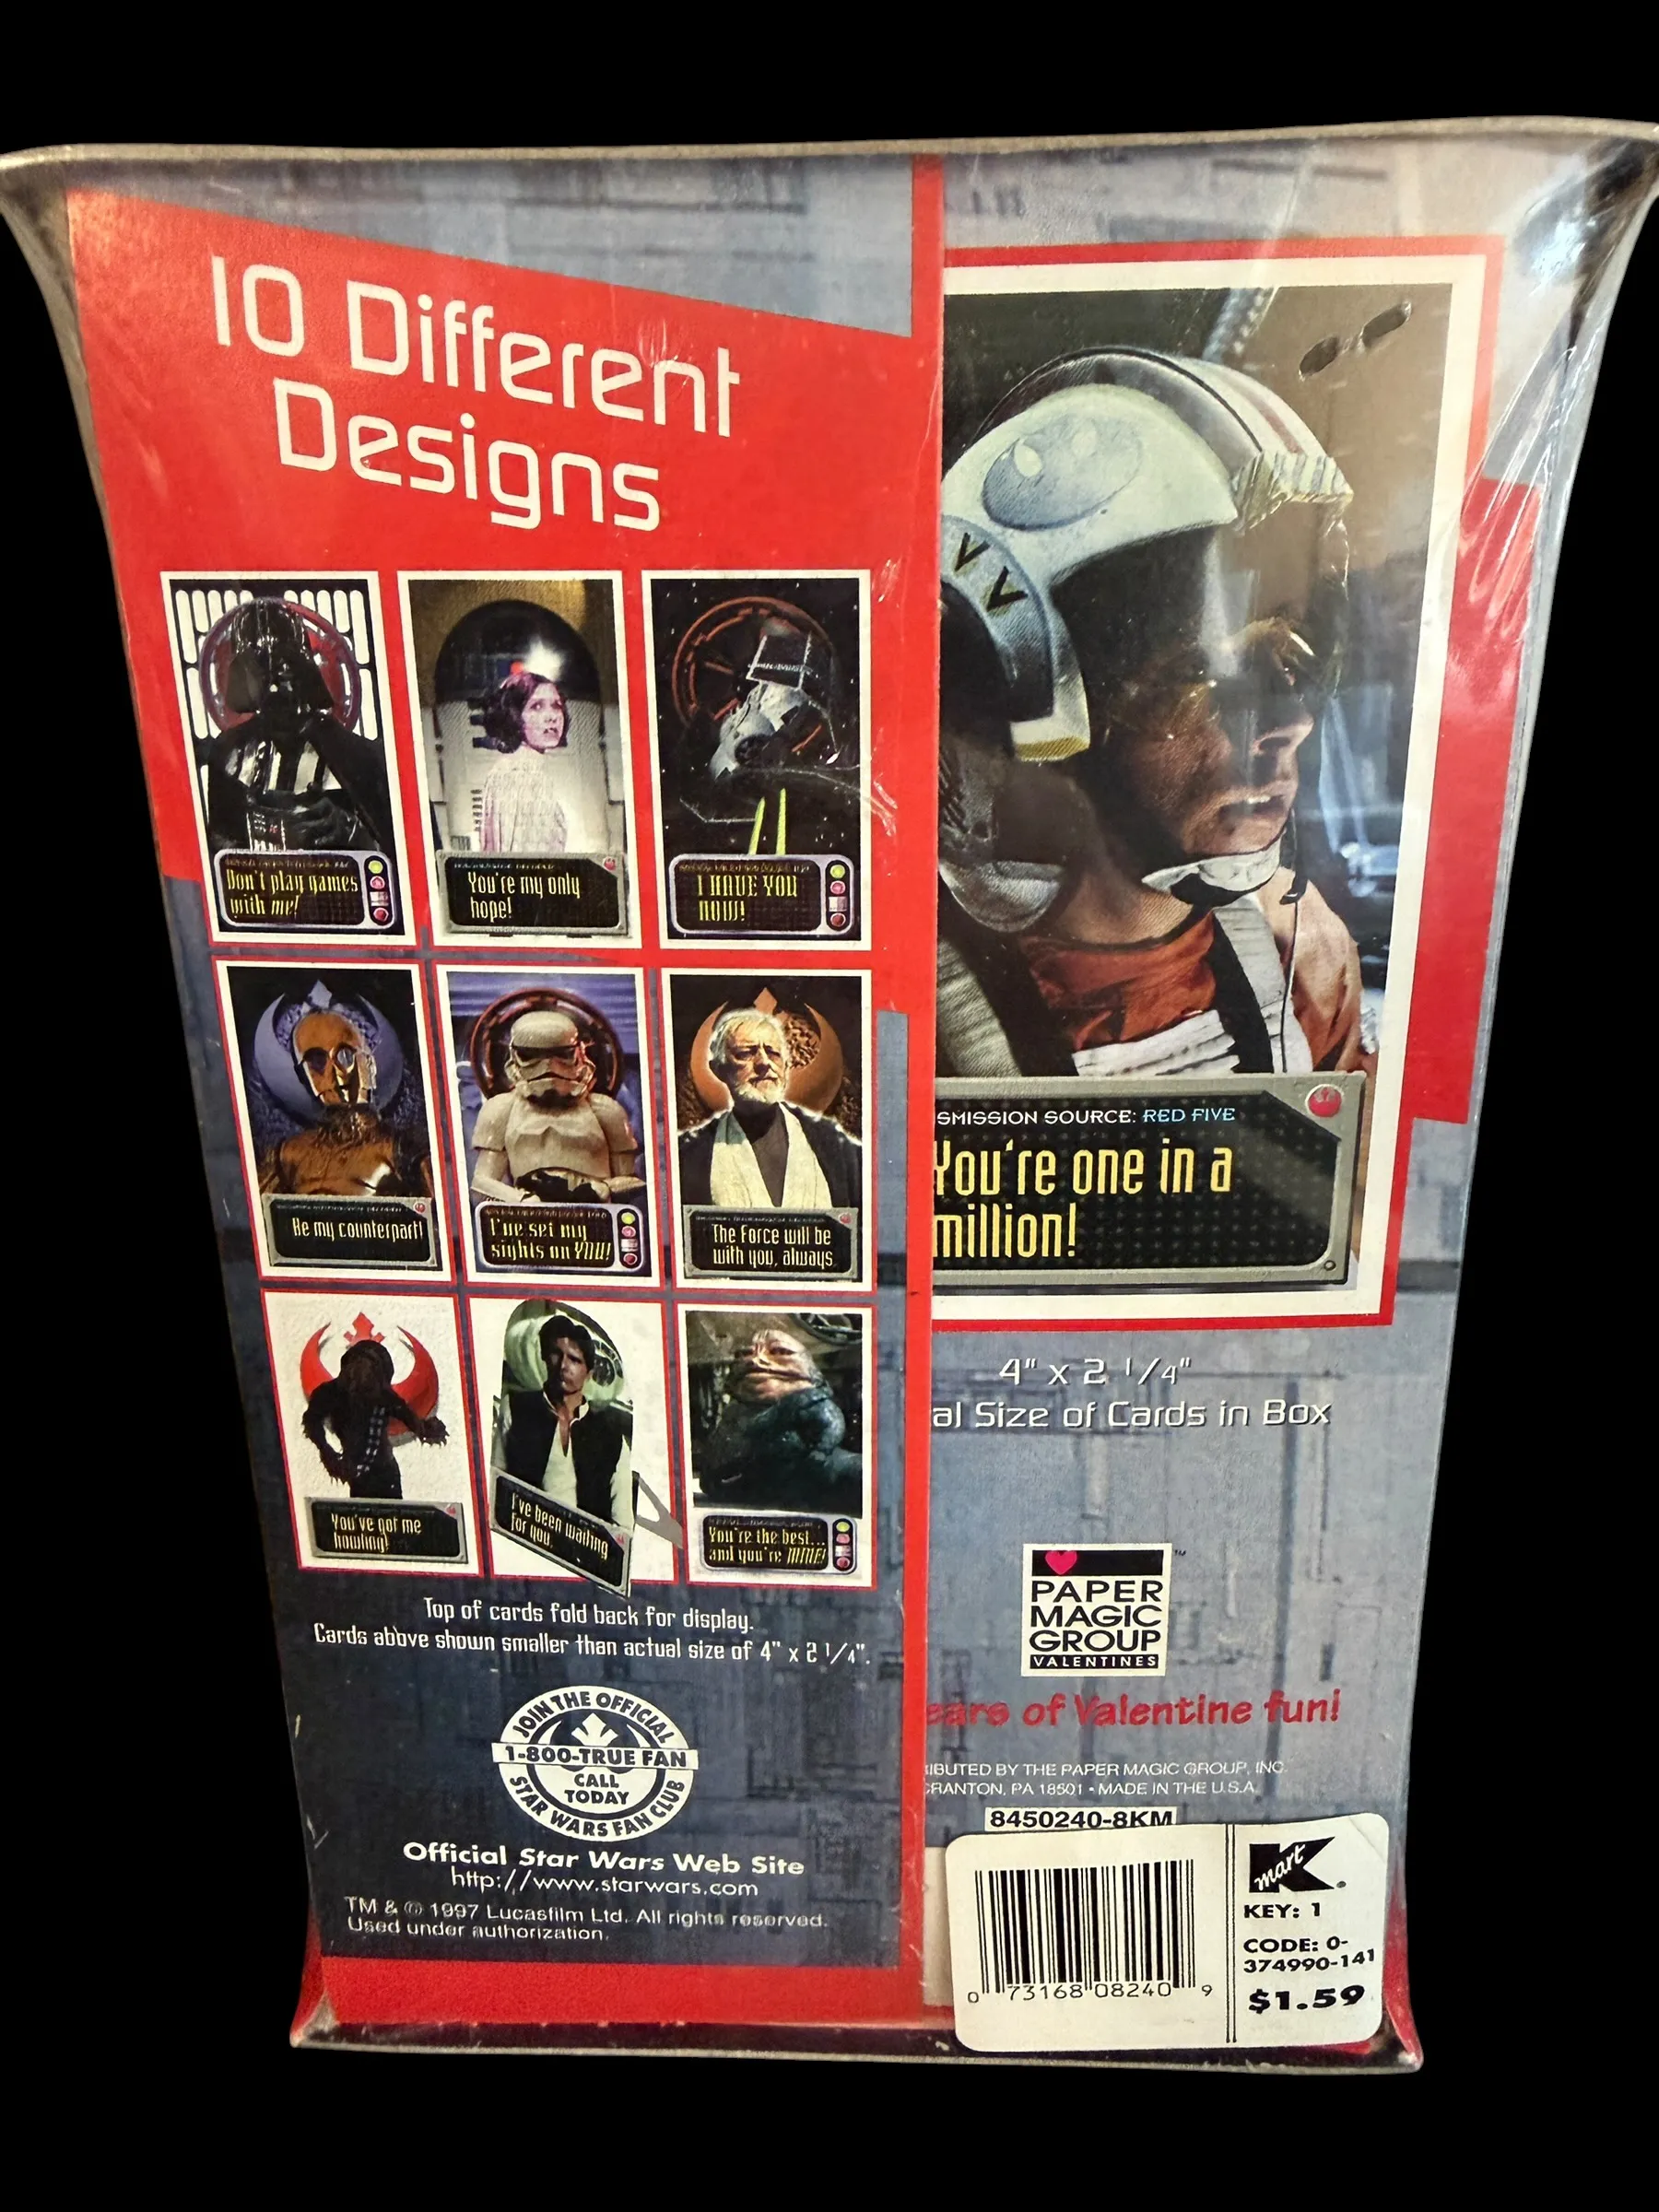 10 Different
Designs
Don't play games
with me!
You're my only
hope!
I HAVE YOU
NOW!
Be my counterpart!
I've set my
sights on YOU!
The Force will be
with you, always.
You've got me
howling!
I've been waiting
for you.
You're the best...
and you're MINE!
Top of cards fold back for display.
Cards above shown smaller than actual size of 4" x 2 1/4".
JOIN THE OFFICIAL
1-800-TRUE FAN
CALL
TODAY
STAR WARS FAN CLUB
Official Star Wars Web Site
http://www.starwars.com
TM & © 1997 Lucasfilm Ltd. All rights reserved.
Used under authorization.
SMISSION SOURCE: RED FIVE
You're one in a
million!
4" x 2 1/4"
al Size of Cards in Box
PAPER
MAGIC
GROUP
VALENTINES
TM
ears of Valentine fun!
IBUTED BY THE PAPER MAGIC GROUP, INC.
CRANTON, PA 18501 • MADE IN THE U.S.A.
8450240-8KM
Kmart
KEY: 1
CODE: 0-
374990-141
$1.59
0 73168 08240 9